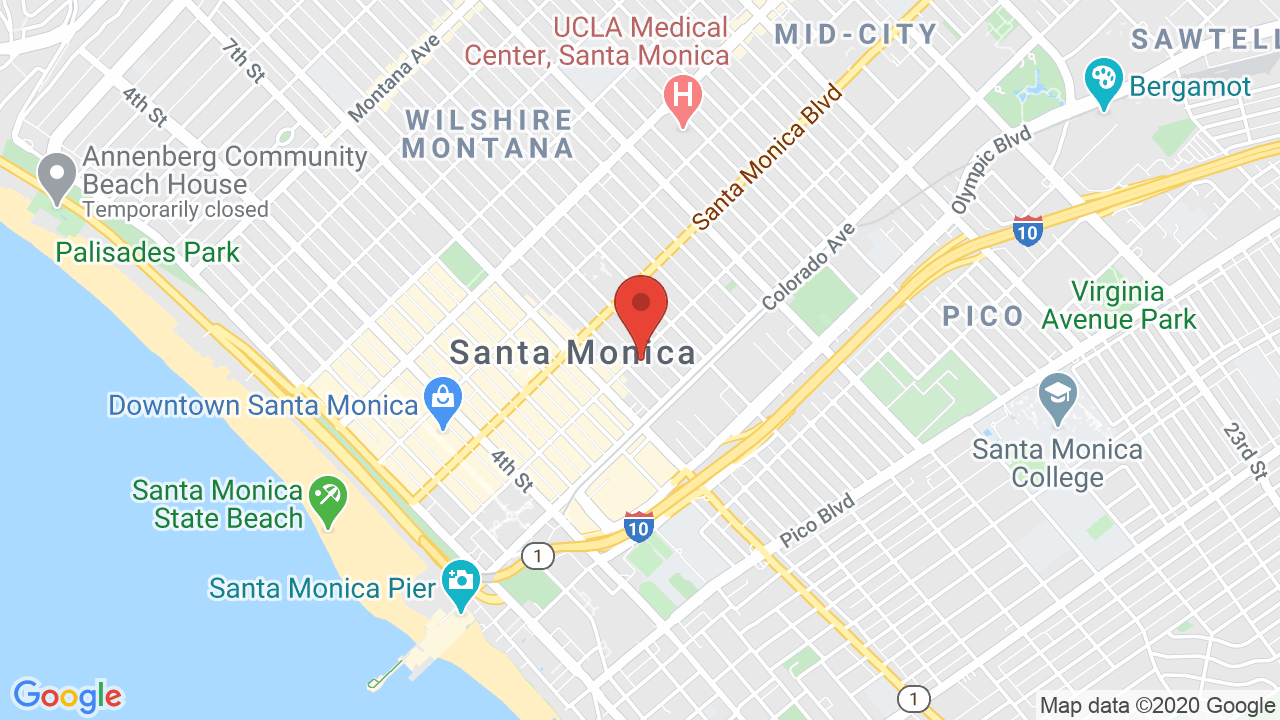 UCLA Medical
Center, Santa Monica
MID-CITY
SAWTELL
7th St
Montana Ave
4th St
WILSHIRE
MONTANA
Bergamot
Santa Monica Blvd
Olympic Blvd
Annenberg Community
Beach House
Temporarily closed
Palisades Park
10
Colorado Ave
Virginia
Avenue Park
PICO
Santa Monica
Downtown Santa Monica
4th St
23rd St
Santa Monica
College
Santa Monica
State Beach
Pico Blvd
10
1
Santa Monica Pier
1
Google
Map data ©2020 Google